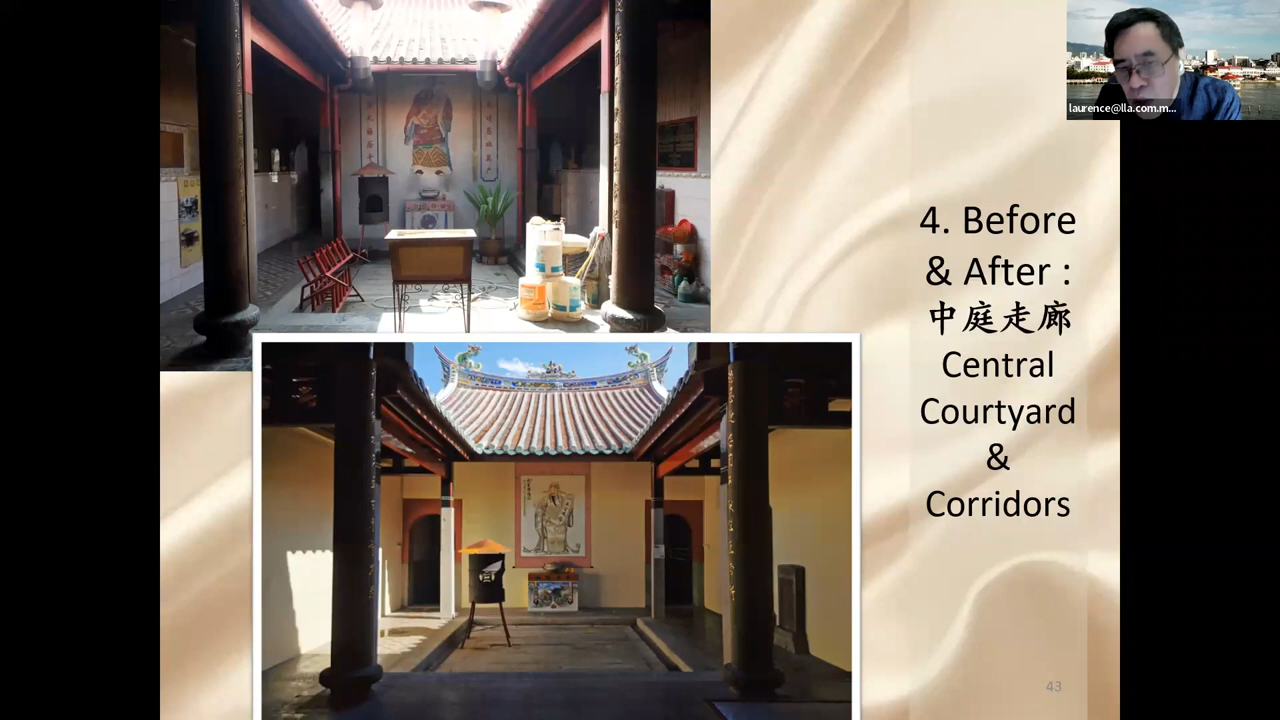 laurence@lla.com.m...
4. Before
& After :
中庭走廊
Central
Courtyard
&
Corridors
43